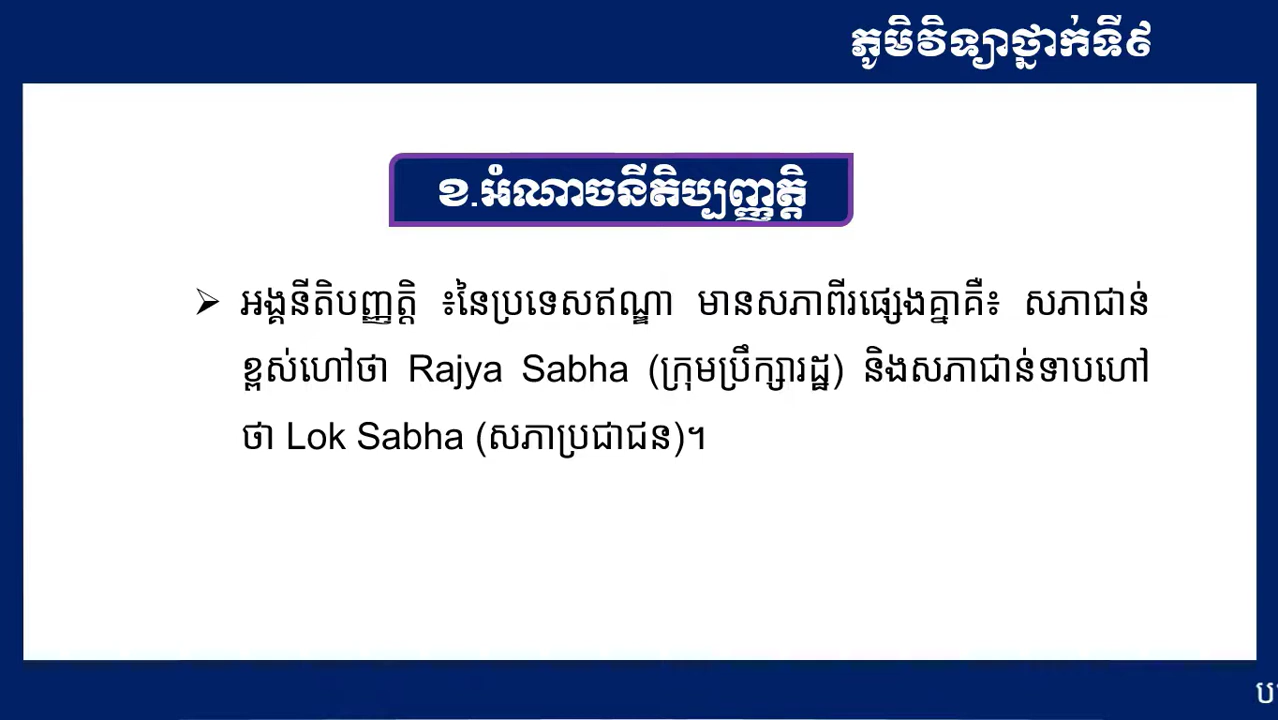 ភូមិវិទ្យាថ្នាក់ទី៩
ខ.អំណាចនីតិប្បញ្ញត្តិ
➢ អង្គនីតិបញ្ញត្តិ ៖នៃប្រទេសឥណ្ឌា មានសភាពីរផ្សេងគ្នាគឺ៖ សភាជាន់
ខ្ពស់ហៅថា Rajya Sabha (ក្រុមប្រឹក្សារដ្ឋ) និងសភាជាន់ទាបហៅ
ថា Lok Sabha (សភាប្រជាជន)។